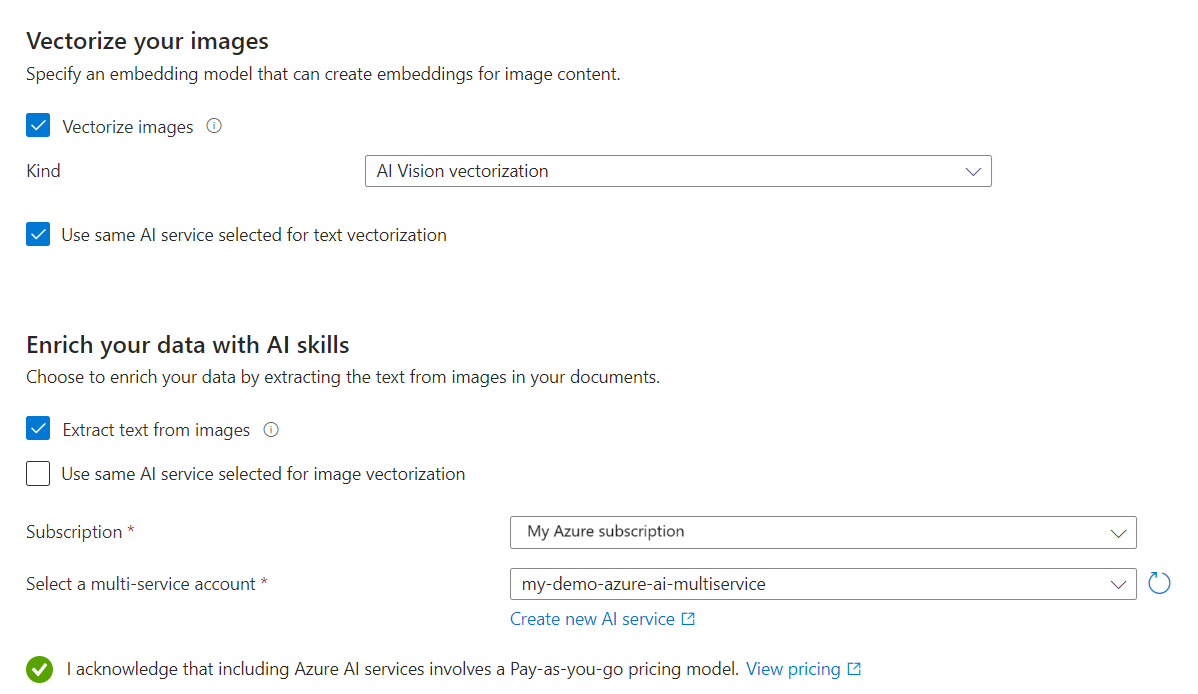 Vectorize your images
Specify an embedding model that can create embeddings for image content.
Vectorize images
Kind AI Vision vectorization
Use same AI service selected for text vectorization
Enrich your data with AI skills
Choose to enrich your data by extracting the text from images in your documents.
Extract text from images
Use same AI service selected for image vectorization
Subscription * My Azure subscription
Select a multi-service account * my-demo-azure-ai-multiservice
Create new AI service
I acknowledge that including Azure AI services involves a Pay-as-you-go pricing model. View pricing